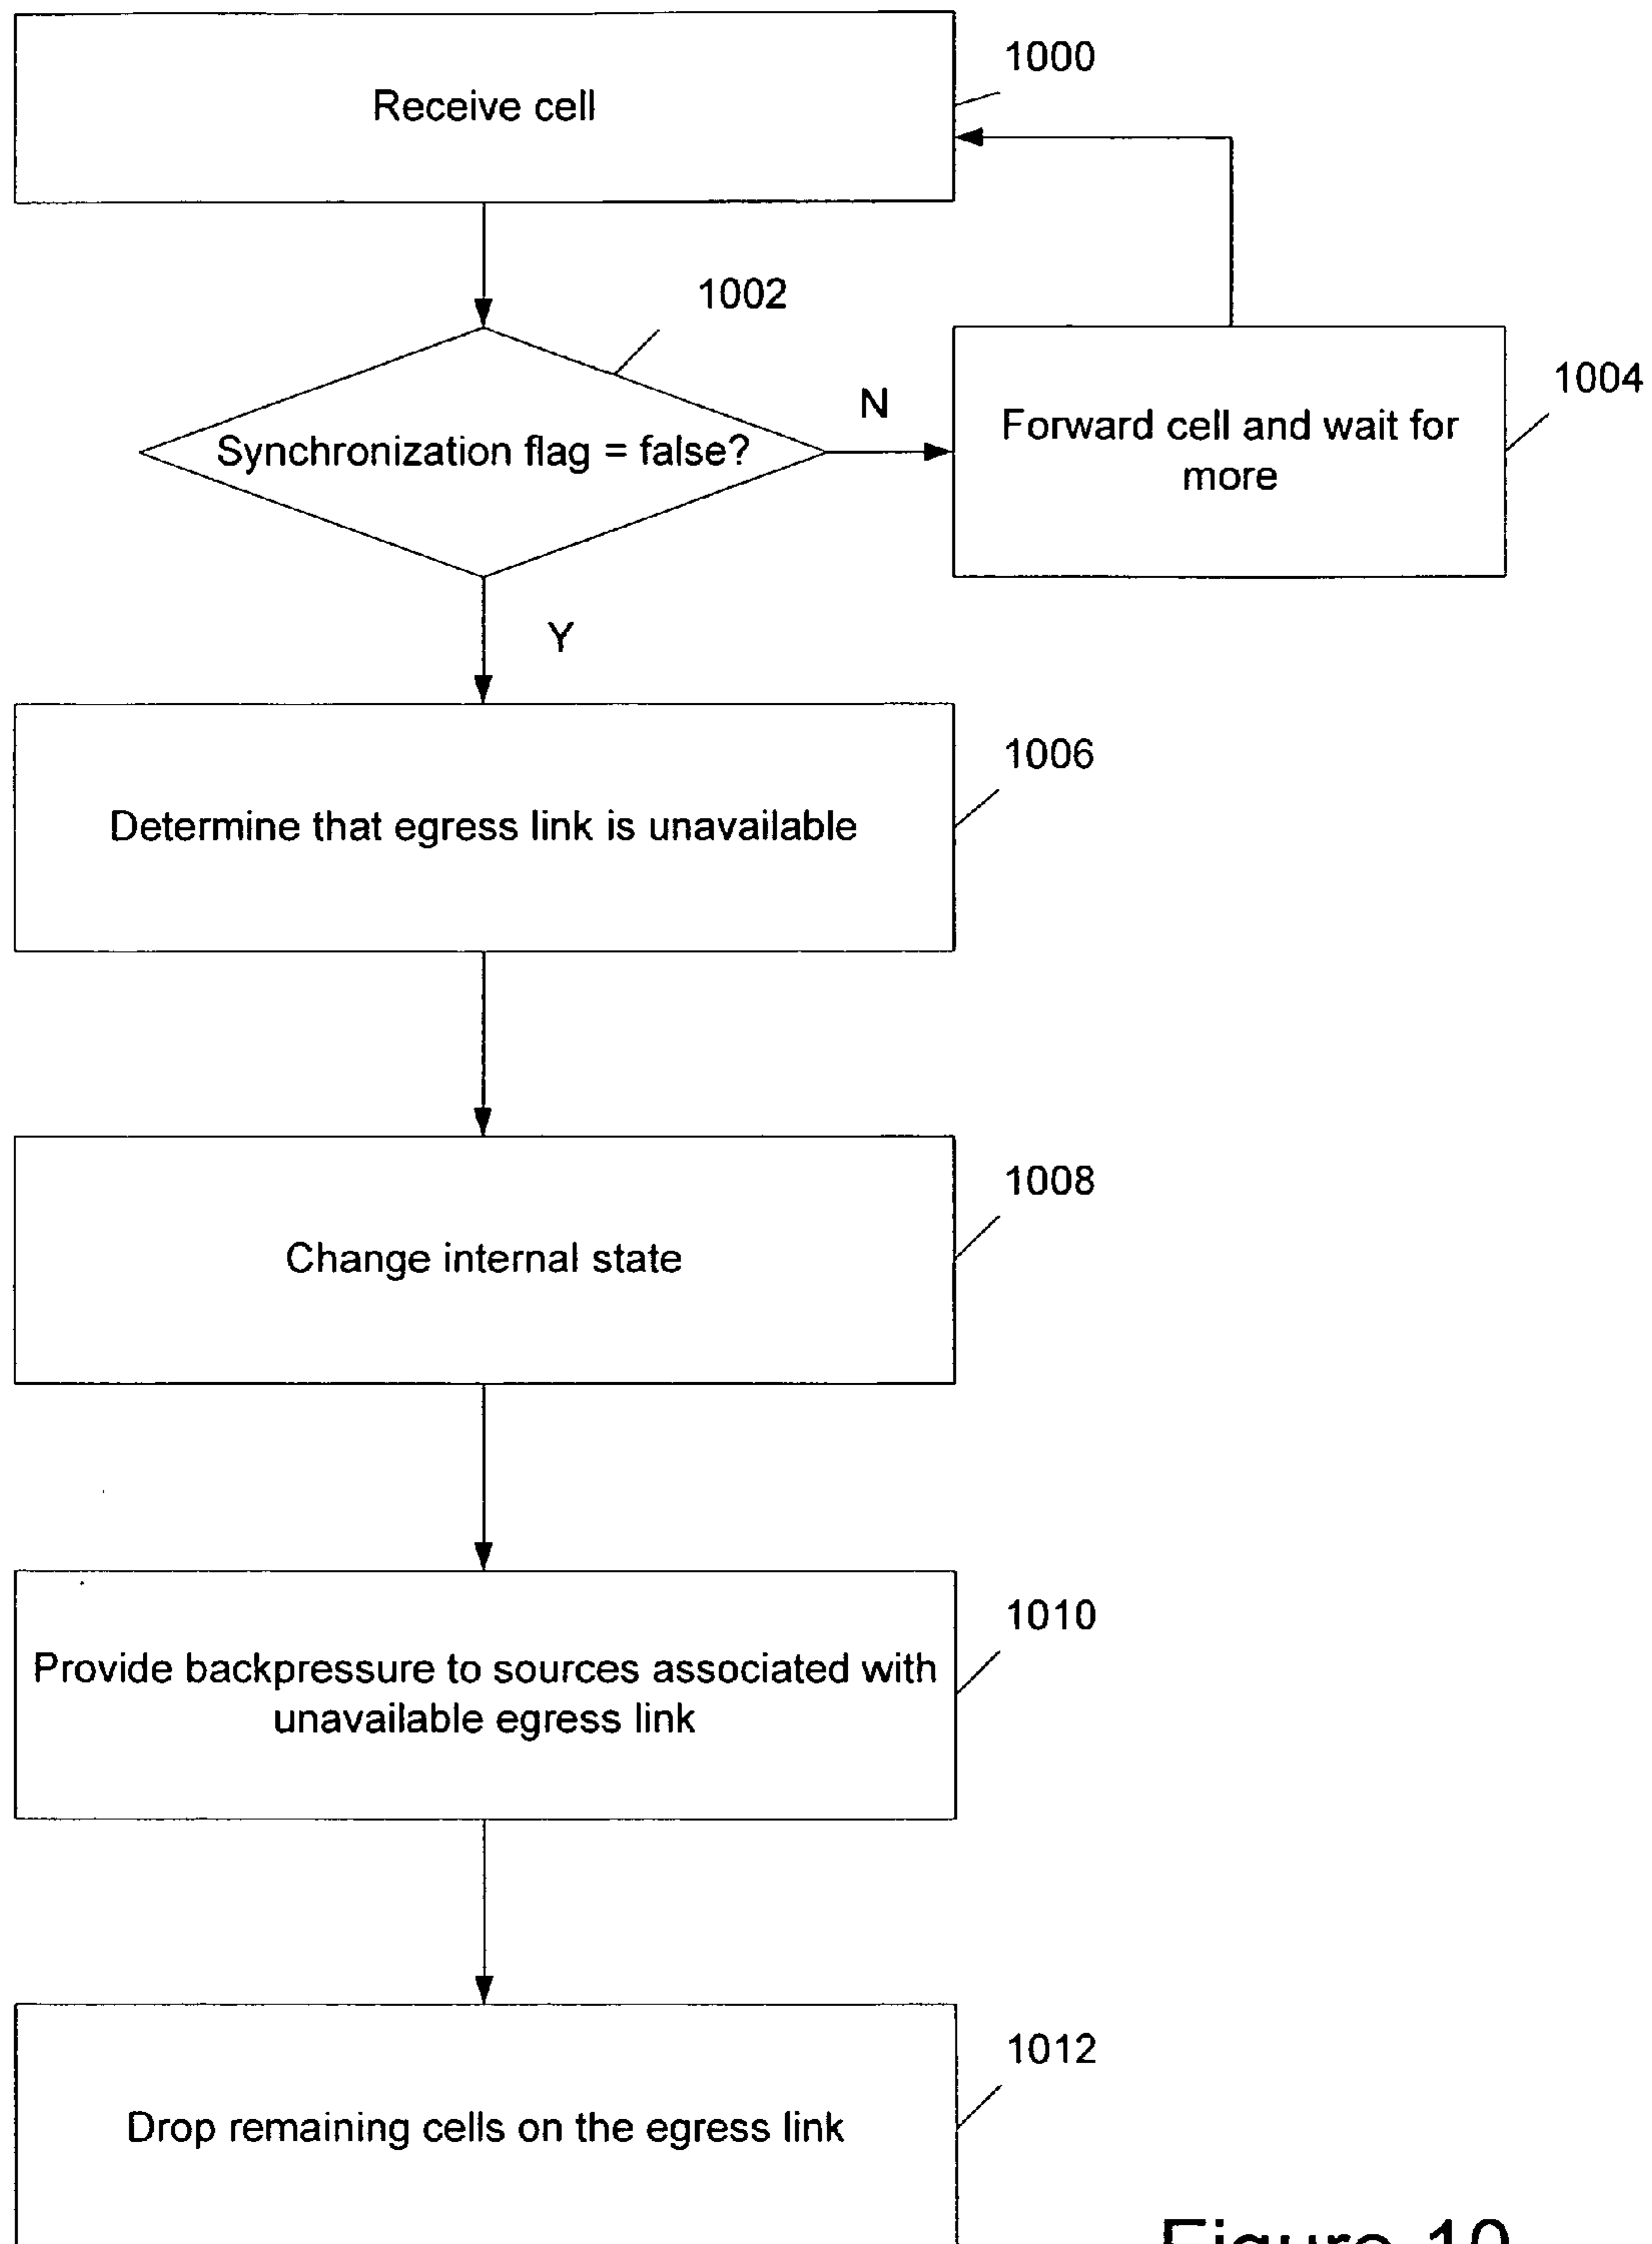 1000
Receive cell
1002
Synchronization flag = false?
N
1004
Forward cell and wait for
more
Y
1006
Determine that egress link is unavailable
1008
Change internal state
1010
Provide backpressure to sources associated with
unavailable egress link
1012
Drop remaining cells on the egress link
Figure 10